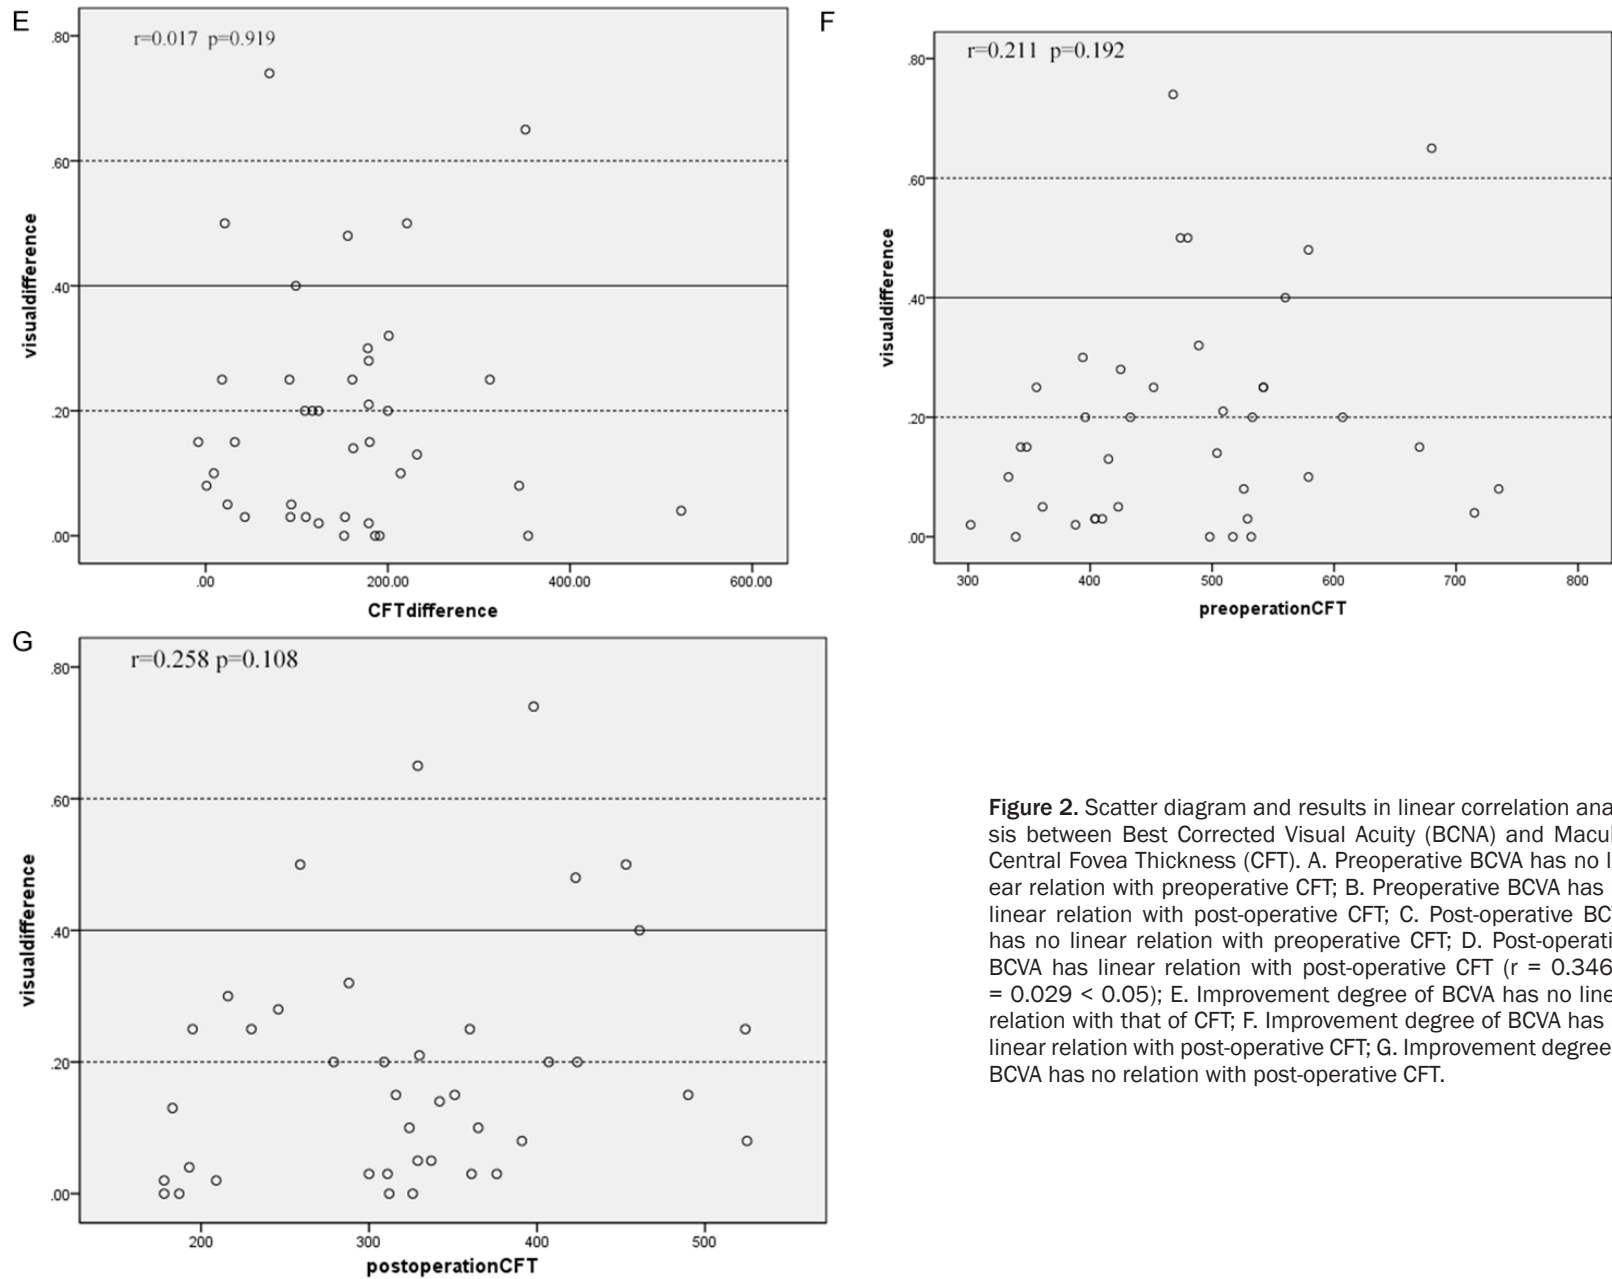 E
r=0.017 p=0.919
.80
.60
.40
.20
.00
visualdifference
.00 200.00 400.00 600.00
CFTdifference
F
r=0.211 p=0.192
.80
.60
.40
.20
.00
visualdifference
300 400 500 600 700 800
preoperationCFT
G
r=0.258 p=0.108
.80
.60
.40
.20
.00
visualdifference
200 300 400 500
postoperationCFT
Figure 2. Scatter diagram and results in linear correlation ana
sis between Best Corrected Visual Acuity (BCNA) and Macul
Central Fovea Thickness (CFT). A. Preoperative BCVA has no l
ear relation with preoperative CFT; B. Preoperative BCVA has
linear relation with post-operative CFT; C. Post-operative BC
has no linear relation with preoperative CFT; D. Post-operati
BCVA has linear relation with post-operative CFT (r = 0.346
= 0.029 < 0.05); E. Improvement degree of BCVA has no line
relation with that of CFT; F. Improvement degree of BCVA has
linear relation with post-operative CFT; G. Improvement degree
BCVA has no relation with post-operative CFT.